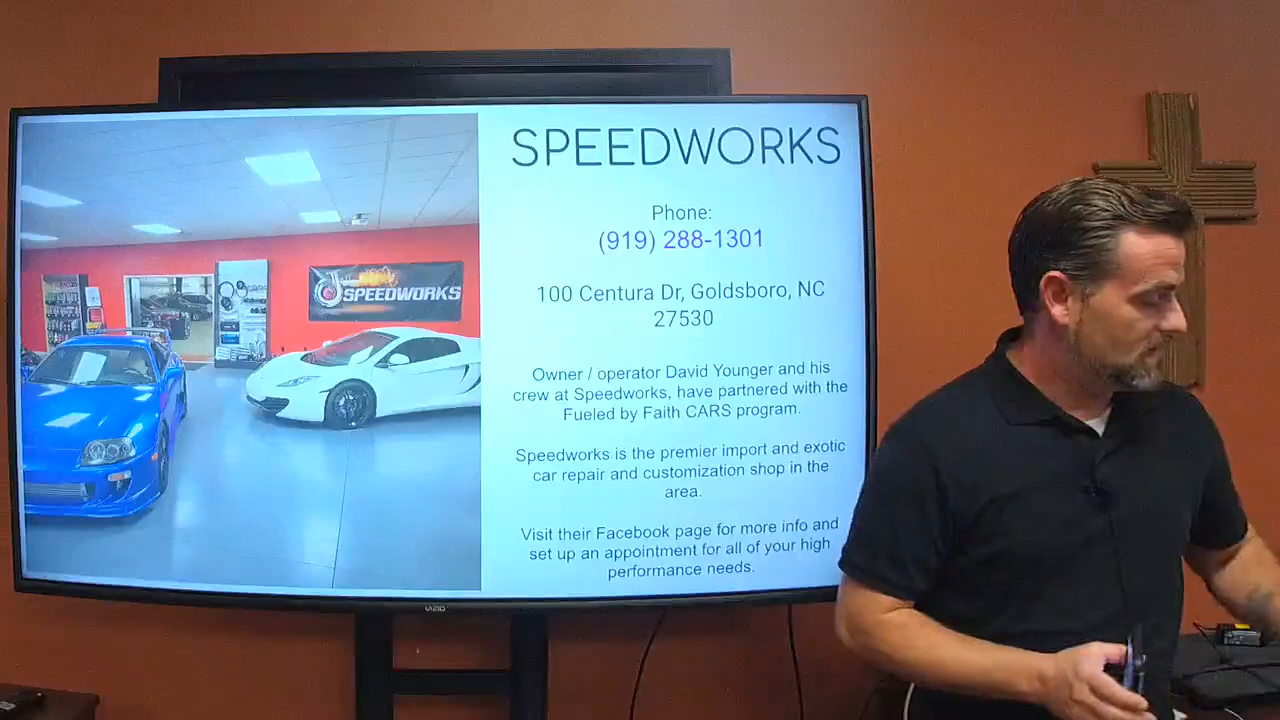 SPEEDWORKS
Phone:
(919) 288-1301
100 Centura Dr, Goldsboro, NC
27530
Owner / operator David Younger and his
crew at Speedworks, have partnered with the
Fueled by Faith CARS program.
Speedworks is the premier import and exotic
car repair and customization shop in the
area.
Visit their Facebook page for more info and
set up an appointment for all of your high
performance needs.
SPEEDWORKS
VIZIO